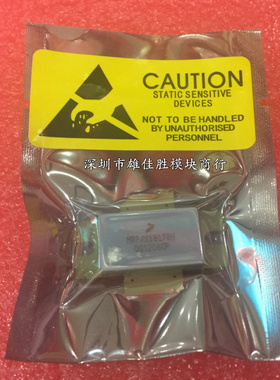 CAUTION
STATIC SENSITIVE
DEVICES
NOT TO BE HANDLED
BY UNAUTHORISED
PERSONNEL
深圳市雄佳胜模块商行